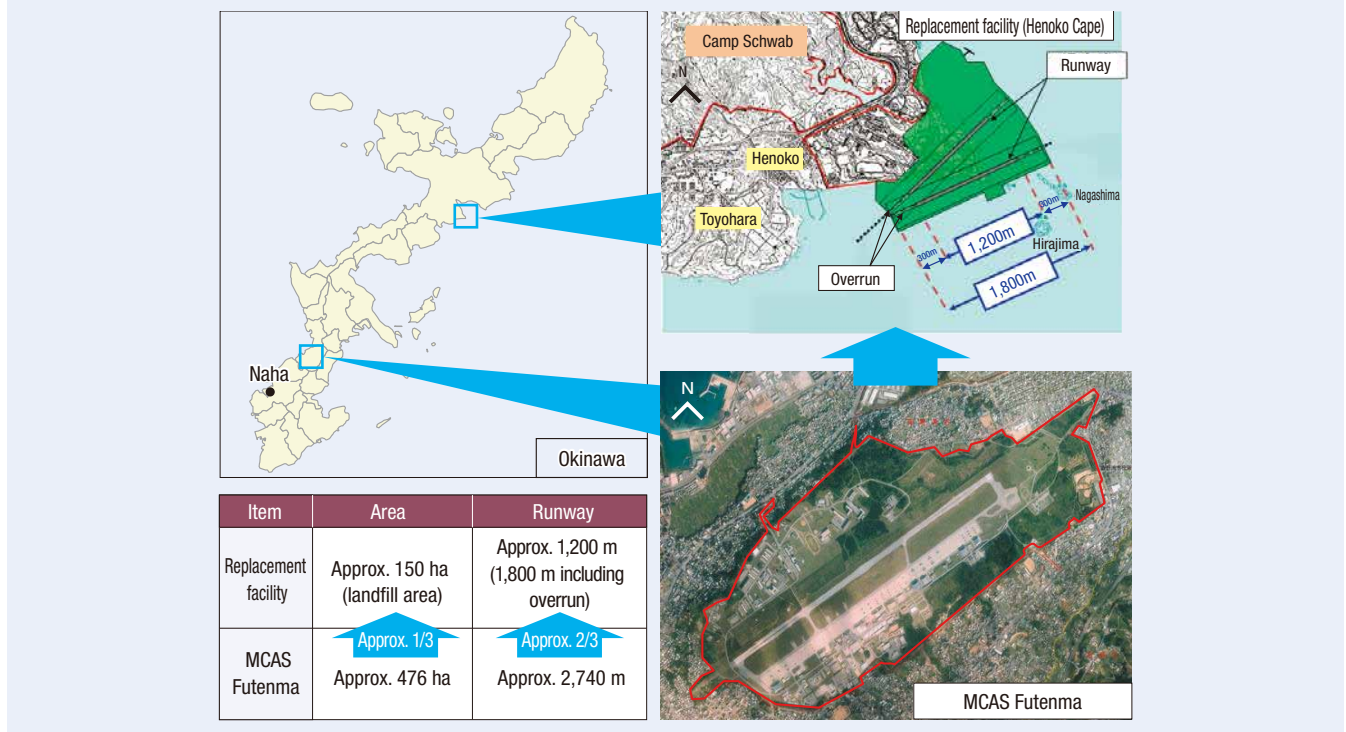 Naha
Okinawa
Replacement facility (Henoko Cape)
Camp Schwab
N
Runway
Henoko
Nagashima
Toyohara
300m
1,200m
Hirajima
300m
Overrun
1,800m
N
MCAS Futenma
Item Area Runway
Replacement
facility
Approx. 150 ha
(landfill area)
Approx. 1,200 m
(1,800 m including
overrun)
Approx. 1/3
Approx. 2/3
MCAS
Futenma
Approx. 476 ha
Approx. 2,740 m